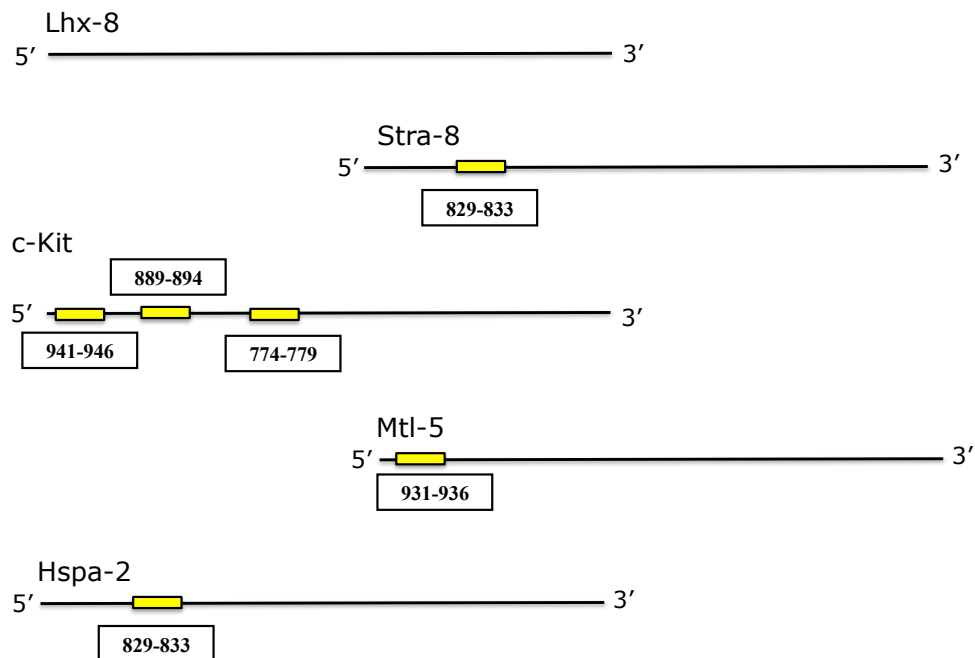 Lhx-8
5′ 3′
Stra-8
5′ 3′
829-833
c-Kit
889-894
5′ 3′
941-946 774-779
Mtl-5
5′ 3′
931-936
Hspa-2
5′ 3′
829-833